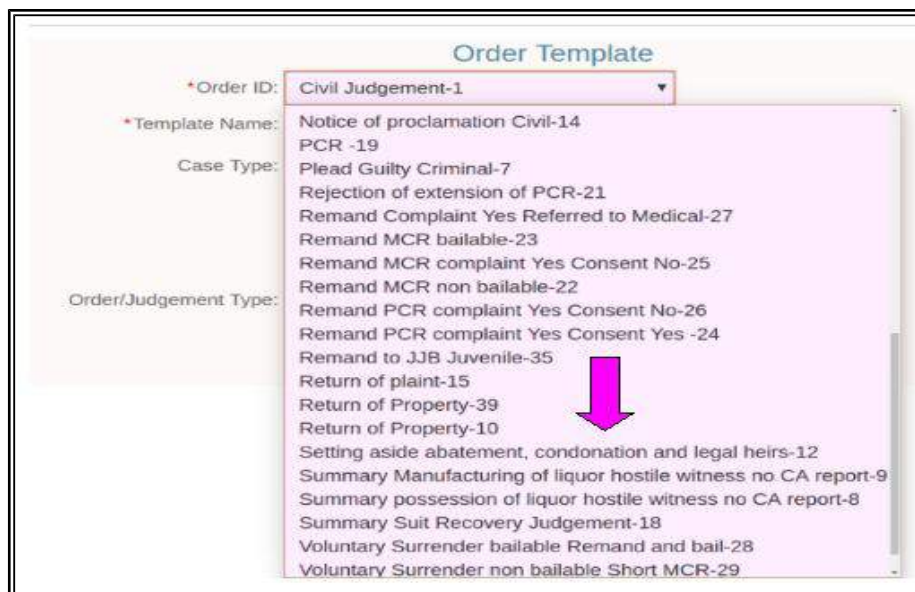 Order Template
*Order ID: Civil Judgement-1
*Template Name: Notice of proclamation Civil-14
PCR -19
Case Type: Plead Guilty Criminal-7
Rejection of extension of PCR-21
Remand Complaint Yes Referred to Medical-27
Remand MCR bailable-23
Remand MCR complaint Yes Consent No-25
Remand MCR non bailable-22
Order/Judgement Type: Remand PCR complaint Yes Consent No-26
Remand PCR complaint Yes Consent Yes -24
Remand to JJB Juvenile-35
Return of plaint-15
Return of Property-39
Return of Property-10
Setting aside abatement, condonation and legal heirs-12
Summary Manufacturing of liquor hostile witness no CA report-9
Summary possession of liquor hostile witness no CA report-8
Summary Suit Recovery Judgement-18
Voluntary Surrender bailable Remand and bail-28
Voluntary Surrender non bailable Short MCR-29